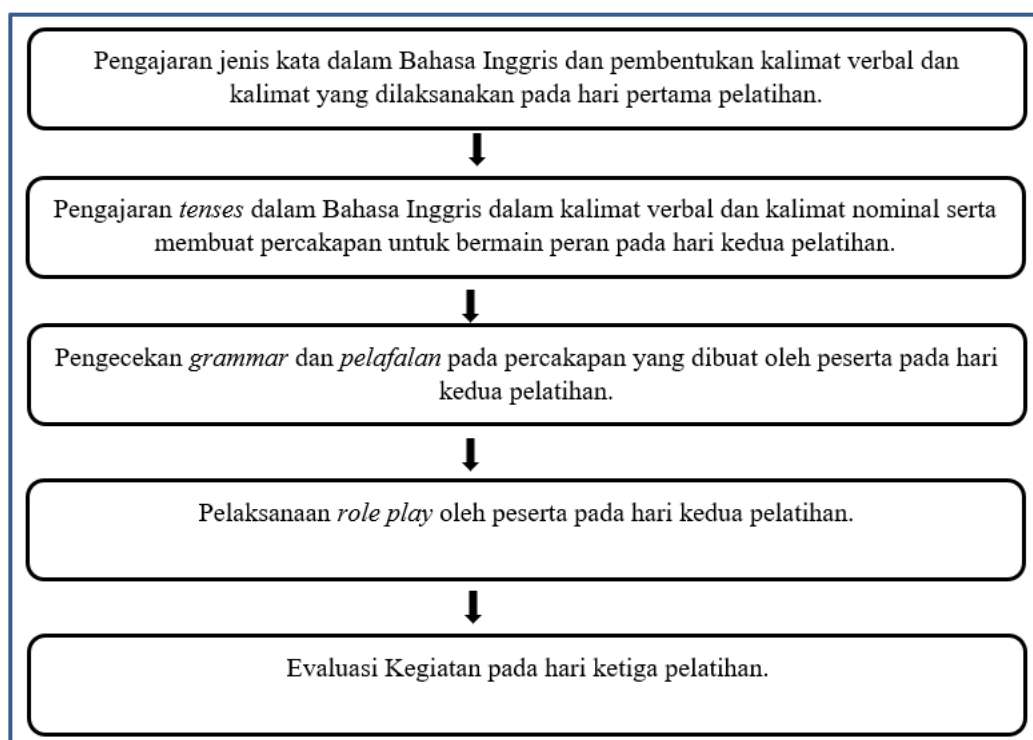 Pengajaran jenis kata dalam Bahasa Inggris dan pembentukan kalimat verbal dan
kalimat yang dilaksanakan pada hari pertama pelatihan.
Pengajaran tenses dalam Bahasa Inggris dalam kalimat verbal dan kalimat nominal serta
membuat percakapan untuk bermain peran pada hari kedua pelatihan.
Pengecekan grammar dan pelafalan pada percakapan yang dibuat oleh peserta pada hari
kedua pelatihan.
Pelaksanaan role play oleh peserta pada hari kedua pelatihan.
Evaluasi Kegiatan pada hari ketiga pelatihan.